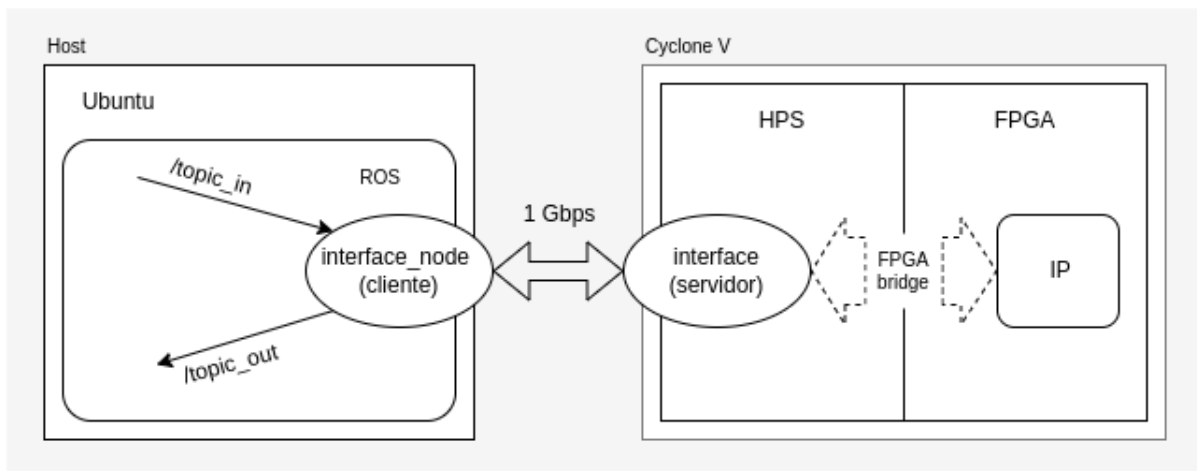 Host
Cyclone V
Ubuntu
HPS
FPGA
/topic_in
ROS
1 Gbps
interface_node
(cliente)
interface
(servidor)
FPGA
bridge
IP
/topic_out